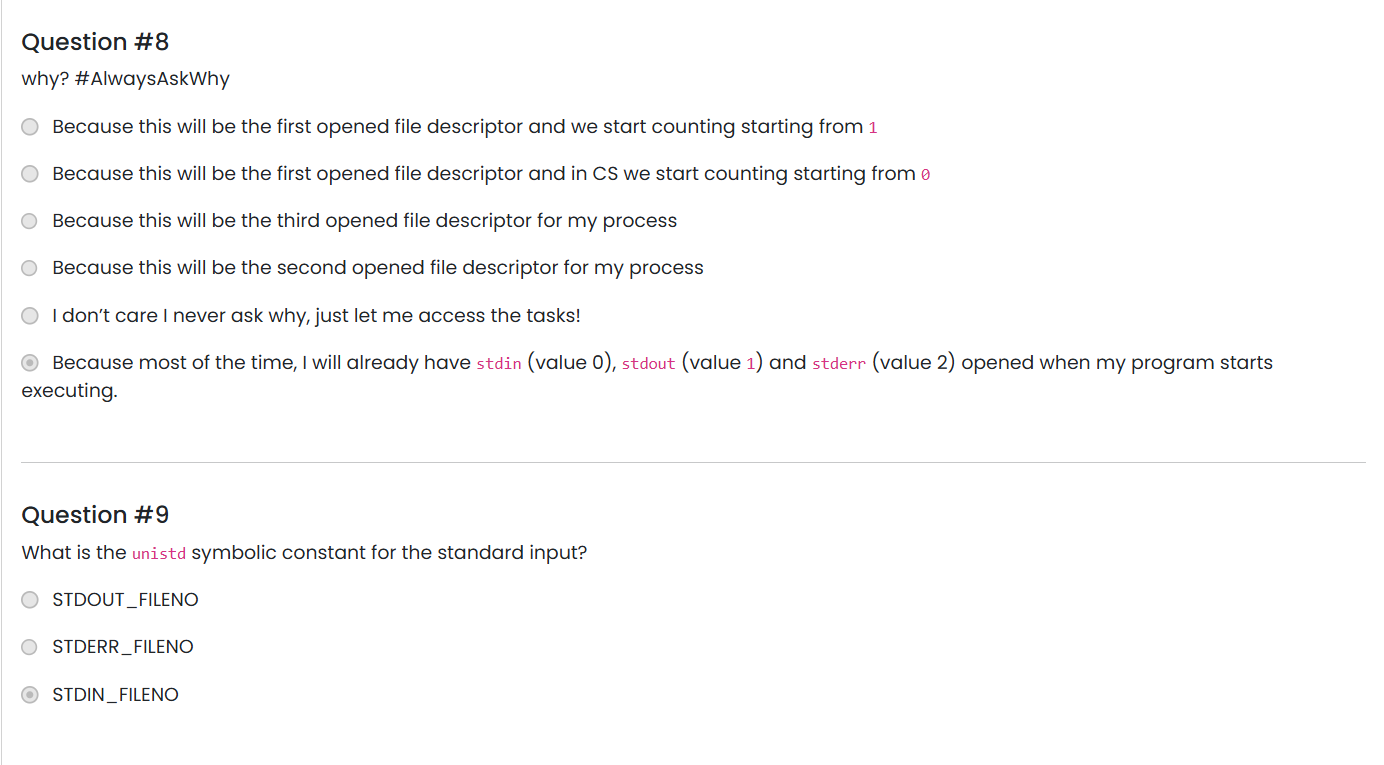 Question #8
why? #AlwaysAskWhy
Because this will be the first opened file descriptor and we start counting starting from 1
Because this will be the first opened file descriptor and in CS we start counting starting from 0
Because this will be the third opened file descriptor for my process
Because this will be the second opened file descriptor for my process
I don’t care I never ask why, just let me access the tasks!
Because most of the time, I will already have stdin (value 0), stdout (value 1) and stderr (value 2) opened when my program starts
executing.
Question #9
What is the unistd symbolic constant for the standard input?
STDOUT_FILENO
STDERR_FILENO
STDIN_FILENO